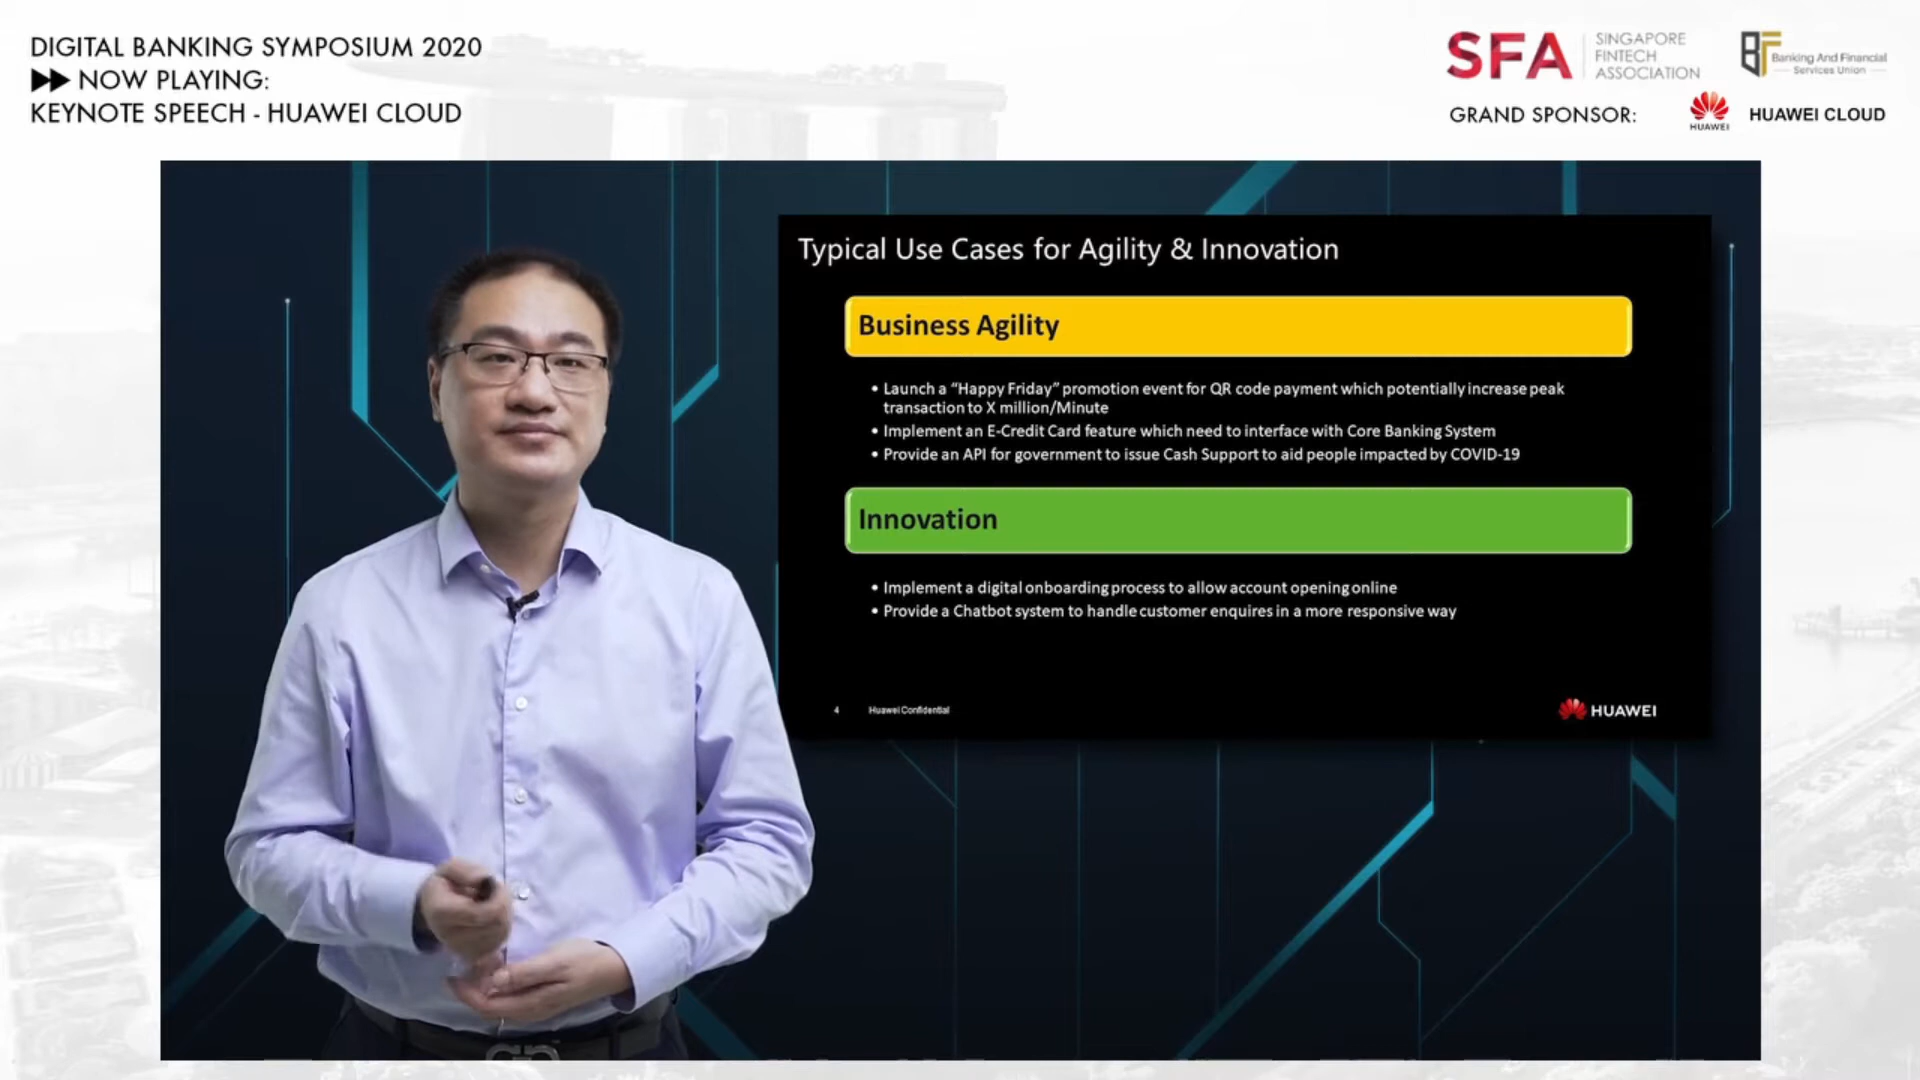 DIGITAL BANKING SYMPOSIUM 2020
NOW PLAYING:
KEYNOTE SPEECH - HUAWEI CLOUD
SFA
SINGAPORE
FINTECH
ASSOCIATION
BF
Banking And Financial
Services Union
GRAND SPONSOR:
HUAWEI
HUAWEI CLOUD
Typical Use Cases for Agility & Innovation
Business Agility
• Launch a “Happy Friday” promotion event for QR code payment which potentially increase peak
transaction to X million/Minute
• Implement an E-Credit Card feature which need to interface with Core Banking System
• Provide an API for government to issue Cash Support to aid people impacted by COVID-19
Innovation
• Implement a digital onboarding process to allow account opening online
• Provide a Chatbot system to handle customer enquires in a more responsive way
4
Huawei Confidential
HUAWEI